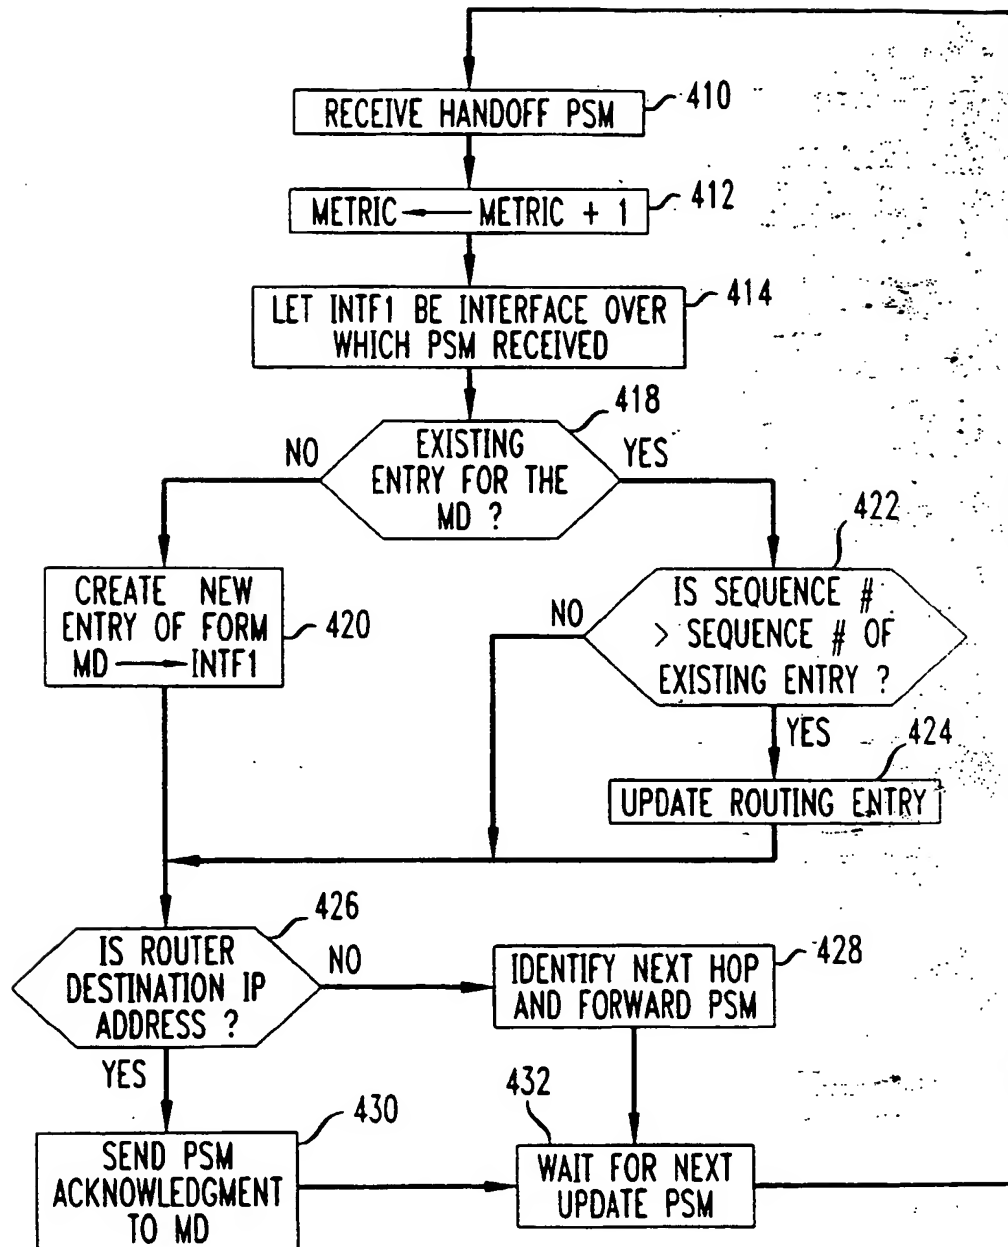 RECEIVE HANDOFF PSM
410
METRIC ← METRIC + 1
412
LET INTF1 BE INTERFACE OVER
WHICH PSM RECEIVED
414
EXISTING
ENTRY FOR THE
MD ?
418
NO
YES
CREATE NEW
ENTRY OF FORM
MD → INTF1
420
IS SEQUENCE #
> SEQUENCE # OF
EXISTING ENTRY ?
422
NO
YES
UPDATE ROUTING ENTRY
424
IS ROUTER
DESTINATION IP
ADDRESS ?
426
NO
YES
IDENTIFY NEXT HOP
AND FORWARD PSM
428
SEND PSM
ACKNOWLEDGMENT
TO MD
430
WAIT FOR NEXT
UPDATE PSM
432